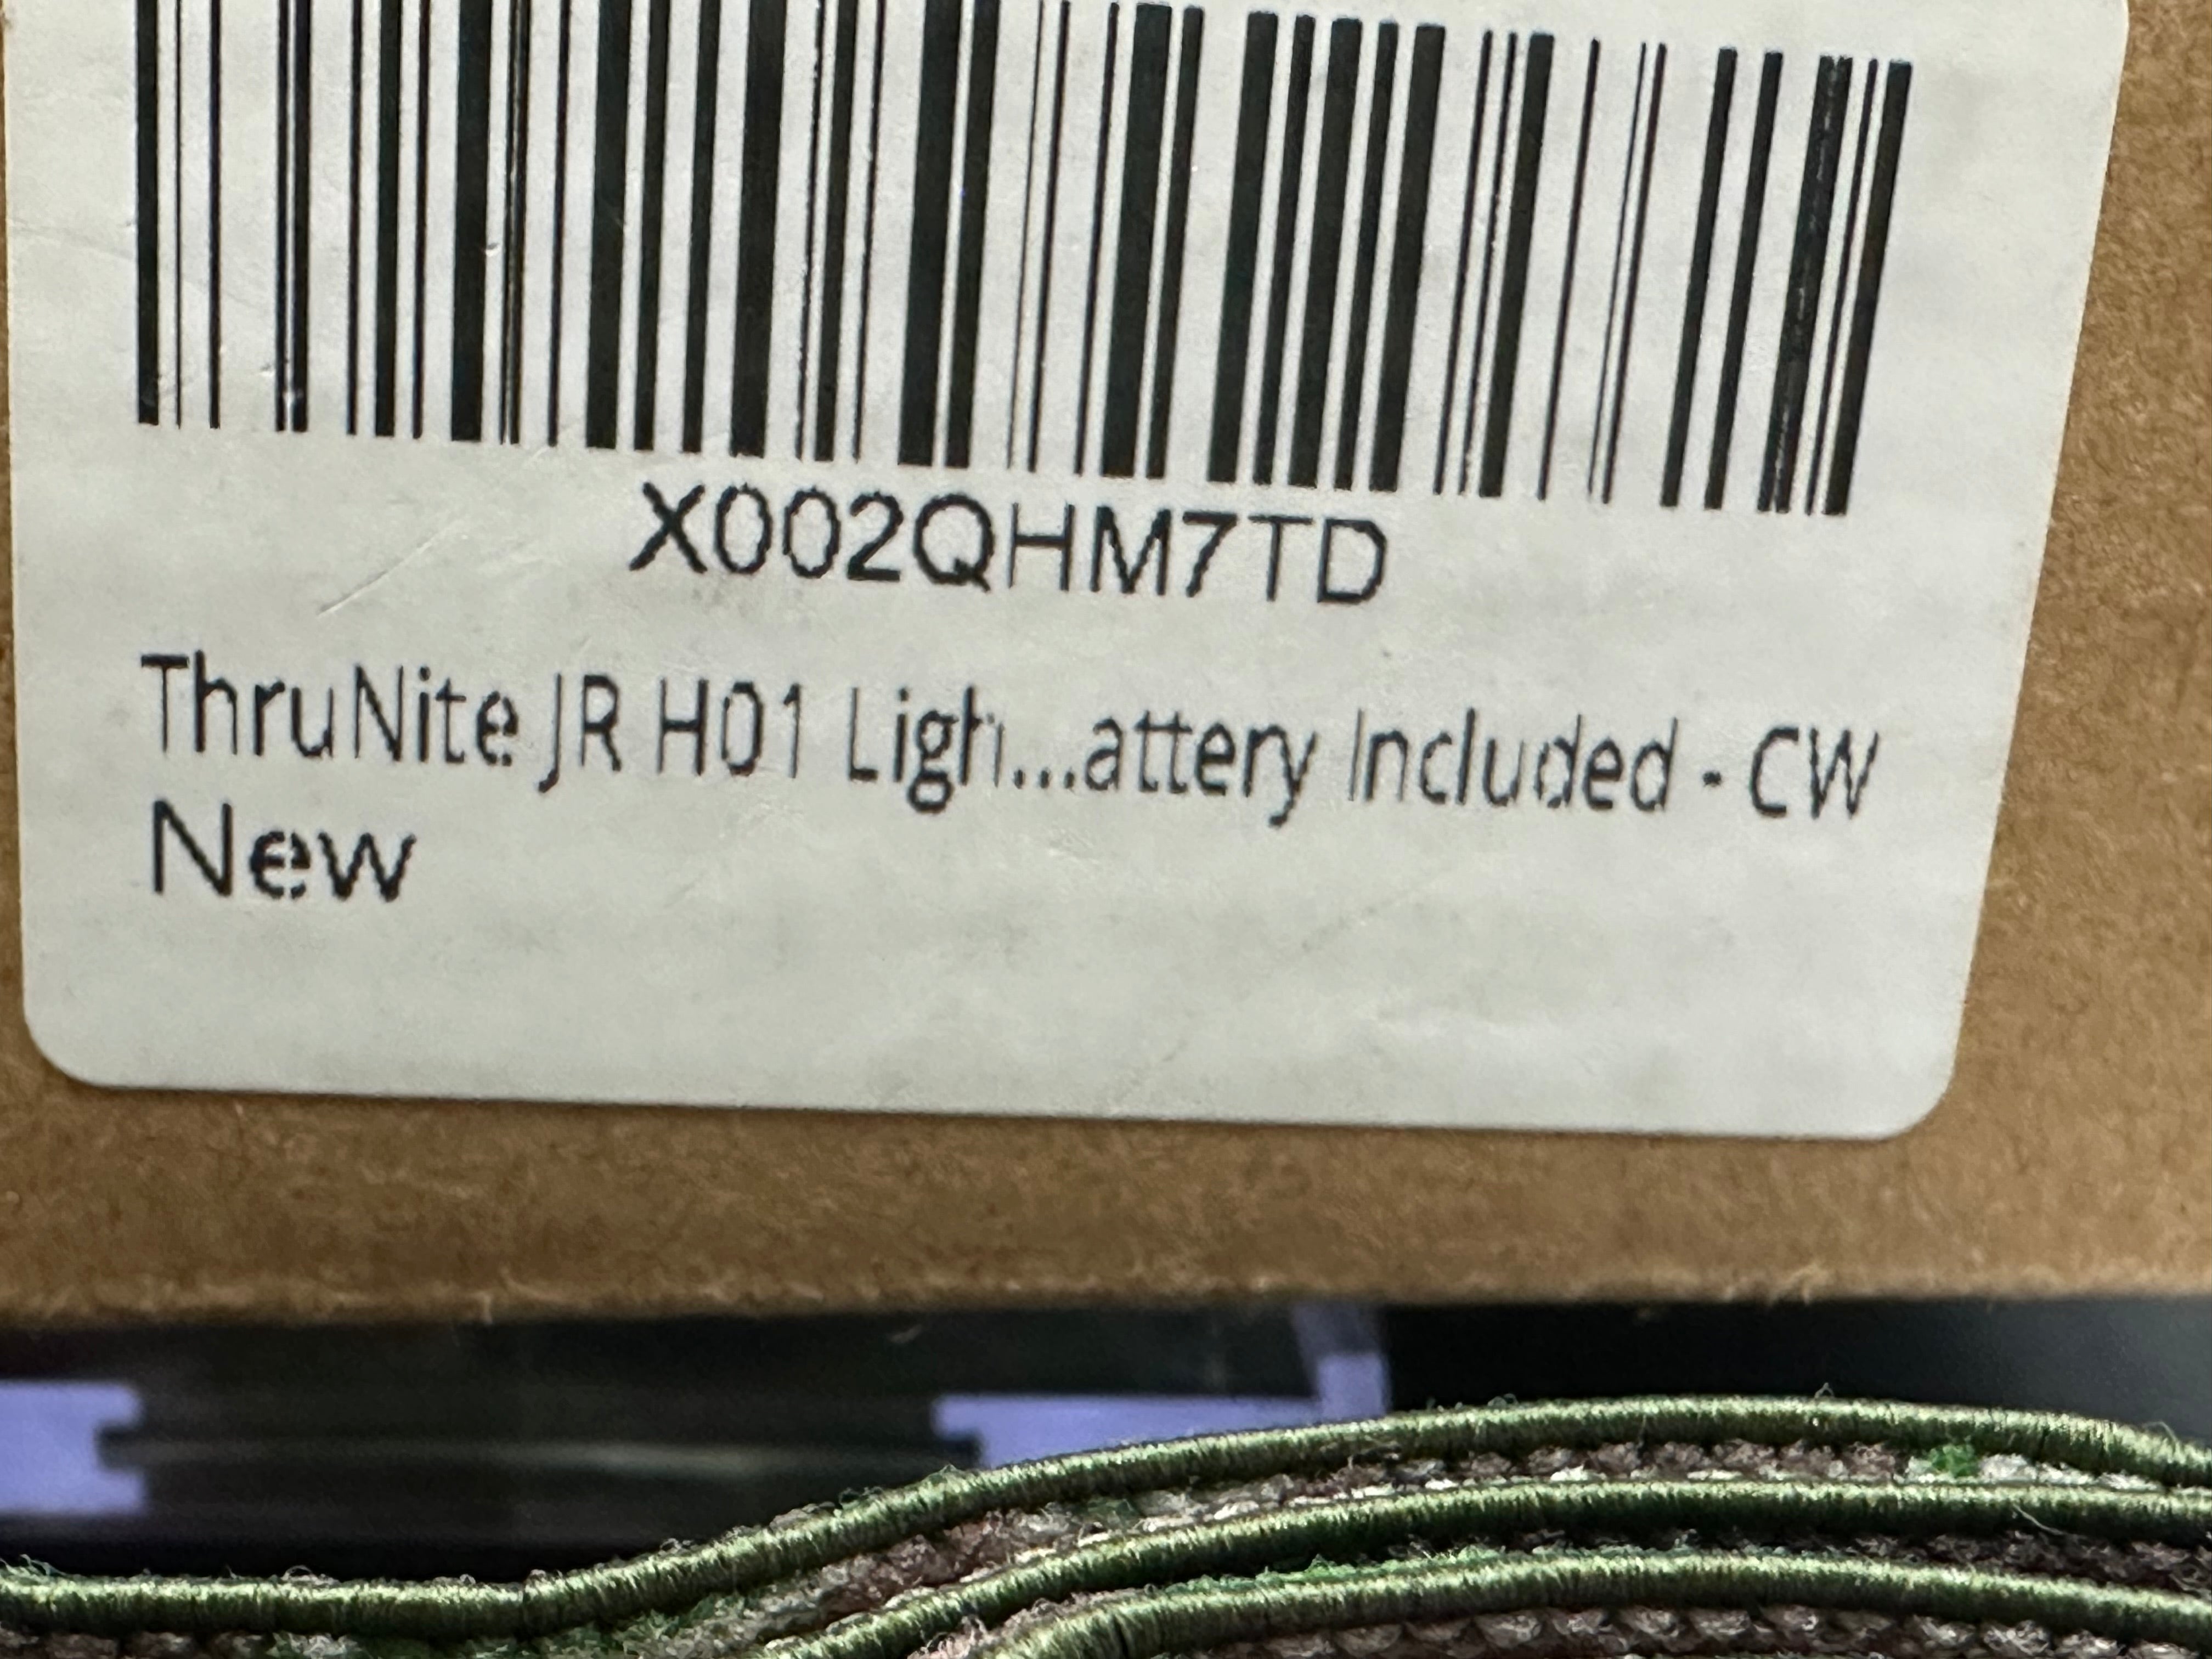 X002QHM7TD
ThruNite JR H01 Ligh...attery Included - CW
New